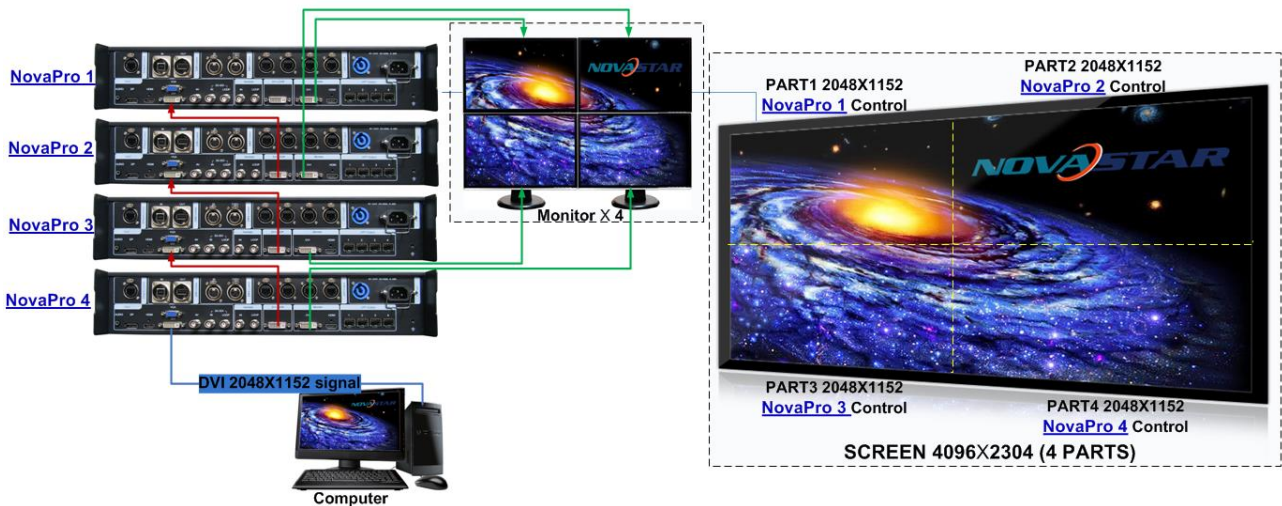 NovaPro 1
NovaPro 2
NovaPro 3
NovaPro 4
DVI 2048X1152 signal
Computer
NOVASTAR
Monitor X 4
PART1 2048X1152
NovaPro 1 Control
PART2 2048X1152
NovaPro 2 Control
NOVASTAR
PART3 2048X1152
NovaPro 3 Control
PART4 2048X1152
NovaPro 4 Control
SCREEN 4096X2304 (4 PARTS)